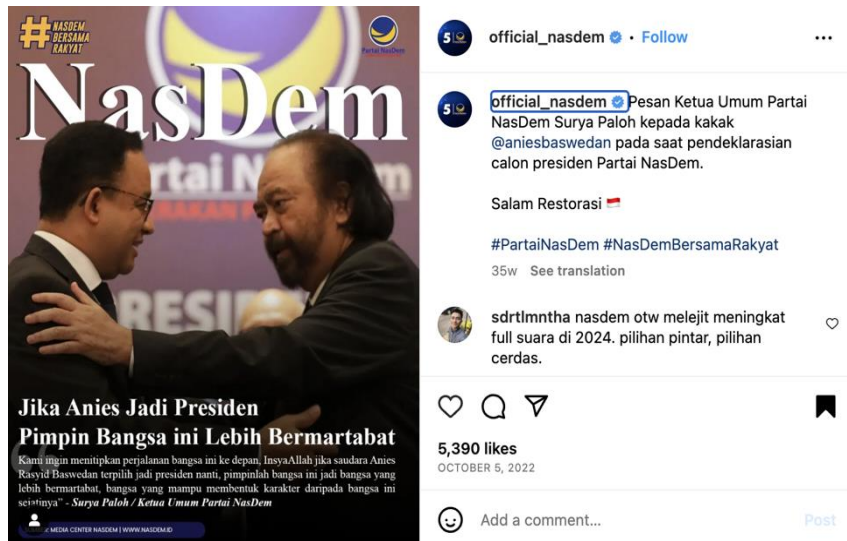 NASDEM
BERSAMA
RAKYAT
Partai NasDem
NasDem
Jika Anies Jadi Presiden
Pimpin Bangsa ini Lebih Bermartabat
Kami ingin menitipkan perjalanan bangsa ini ke depan, InsyaAllah jika saudara Anies
Rasyid Baswedan terpilih jadi presiden nanti, pimpinlah bangsa ini jadi bangsa yang
lebih bermartabat, bangsa yang mampu membentuk karakter daripada bangsa ini
sejatinya" - Surya Paloh / Ketua Umum Partai NasDem
MEDIA CENTER NASDEM | WWW.NASDEM.ID
official_nasdem • Follow
official_nasdem Pesan Ketua Umum Partai
NasDem Surya Paloh kepada kakak
@aniesbaswedan pada saat pendeklarasian
calon presiden Partai NasDem.
Salam Restorasi
#PartaiNasDem #NasDemBersamaRakyat
35w See translation
sdrtlmntha nasdem otw melejit meningkat
full suara di 2024. pilihan pintar, pilihan
cerdas.
5,390 likes
OCTOBER 5, 2022
Add a comment... Post